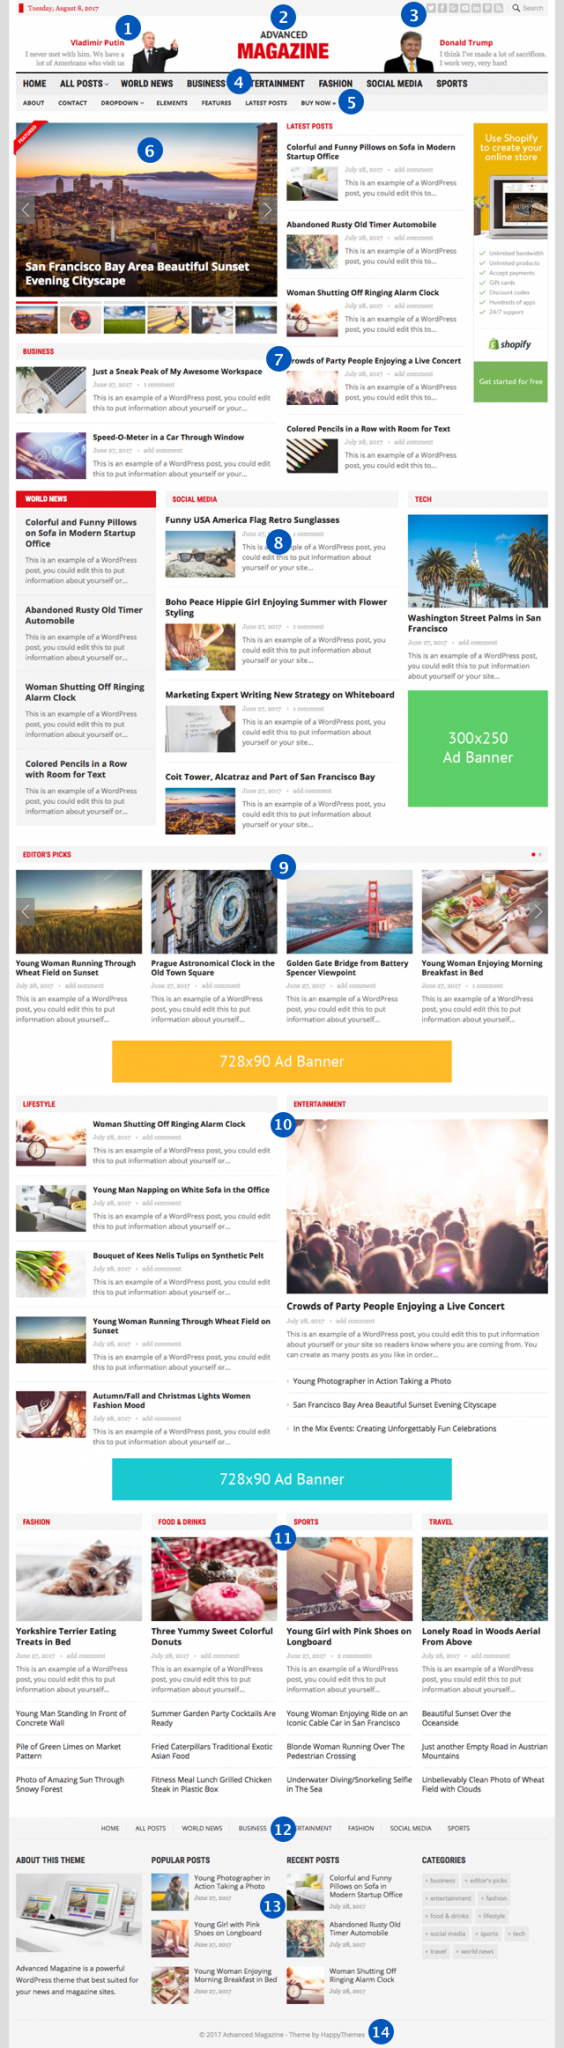 Tuesday, August 8, 2017
1
2
3
Search
Vladimir Putin
I never met with him. We have a
lot of Americans who visit us
ADVANCED
MAGAZINE
Donald Trump
I think I've made a lot of sacrifices.
I work very, very hard
HOME ALL POSTS WORLD NEWS BUSINESS 4 TERTAINMENT FASHION SOCIAL MEDIA SPORTS
ABOUT CONTACT DROPDOWN ELEMENTS FEATURES LATEST POSTS BUY NOW » 5
FEATURED
6
San Francisco Bay Area Beautiful Sunset
Evening Cityscape
BUSINESS
Just a Sneak Peak of My Awesome Workspace
June 27, 2017 • 1 comment
This is an example of a WordPress post, you could edit
this to put information about yourself or your...
Speed-O-Meter in a Car Through Window
June 27, 2017 • add comment
This is an example of a WordPress post, you could edit
this to put information about yourself or your...
LATEST POSTS
Colorful and Funny Pillows on Sofa in Modern
Startup Office
July 28, 2017 • add comment
This is an example of a WordPress
post, you could edit this to...
Abandoned Rusty Old Timer Automobile
July 28, 2017 • add comment
This is an example of a WordPress
post, you could edit this to...
Woman Shutting Off Ringing Alarm Clock
July 28, 2017 • add comment
This is an example of a WordPress
post, you could edit this to...
7
rowds of Party People Enjoying a Live Concert
July 28, 2017 • add comment
This is an example of a WordPress
post, you could edit this to...
Colored Pencils in a Row with Room for Text
July 28, 2017 • add comment
This is an example of a WordPress
post, you could edit this to...
Use Shopify
to create your
online store
Unlimited bandwidth
Unlimited products
Accept payments
Gift cards
Discount codes
Hundreds of apps
24/7 support
shopify
Get started for free
WORLD NEWS
Colorful and Funny Pillows
on Sofa in Modern Startup
Office
This is an example of a WordPress
post, you could edit this to put
information about yourself or...
Abandoned Rusty Old Timer
Automobile
This is an example of a WordPress
post, you could edit this to put
information about yourself or...
Woman Shutting Off Ringing
Alarm Clock
This is an example of a WordPress
post, you could edit this to put
information about yourself or...
Colored Pencils in a Row
with Room for Text
This is an example of a WordPress
post, you could edit this to put
information about yourself or...
SOCIAL MEDIA
Funny USA America Flag Retro Sunglasses
June 27, 2017 1 comment
8
This is a ple of a WordPress post, you
could edit this to put information about
yourself or your site...
Boho Peace Hippie Girl Enjoying Summer with Flower
Styling
June 27, 2017 • 1 comment
This is an example of a WordPress post, you
could edit this to put information about
yourself or your site...
Marketing Expert Writing New Strategy on Whiteboard
June 27, 2017 • 1 comment
This is an example of a WordPress post, you
could edit this to put information about
yourself or your site...
Coit Tower, Alcatraz and Part of San Francisco Bay
June 27, 2017 • add comment
This is an example of a WordPress post, you
could edit this to put information about
yourself or your site...
TECH
Washington Street Palms in San
Francisco
June 27, 2017 • add comment
This is an example of a WordPress post,
you could edit this to put information
about yourself or your site...
300x250
Ad Banner
EDITOR'S PICKS
9
Young Woman Running Through
Wheat Field on Sunset
July 28, 2017 • add comment
This is an example of a WordPress
post, you could edit this to put
information about yourself...
Prague Astronomical Clock in the
Old Town Square
June 27, 2017 • add comment
This is an example of a WordPress
post, you could edit this to put
information about yourself...
Golden Gate Bridge from Battery
Spencer Viewpoint
June 27, 2017 • add comment
This is an example of a WordPress
post, you could edit this to put
information about yourself...
Young Woman Enjoying Morning
Breakfast in Bed
June 27, 2017 • 1 comment
This is an example of a WordPress
post, you could edit this to put
information about yourself...
728x90 Ad Banner
LIFESTYLE
Woman Shutting Off Ringing Alarm Clock
July 28, 2017 • add comment
This is an example of a WordPress post, you could edit
this to put information about yourself or...
Young Man Napping on White Sofa in the Office
July 28, 2017 • add comment
This is an example of a WordPress post, you could edit
this to put information about yourself or...
Bouquet of Kees Nelis Tulips on Synthetic Pelt
July 28, 2017 • add comment
This is an example of a WordPress post, you could edit
this to put information about yourself or...
Young Woman Running Through Wheat Field on
Sunset
July 28, 2017 • add comment
This is an example of a WordPress post, you could edit
this to put information about yourself or...
Autumn/Fall and Christmas Lights Women
Fashion Mood
July 28, 2017 • add comment
This is an example of a WordPress post, you could edit
this to put information about yourself or...
10
ENTERTAINMENT
Crowds of Party People Enjoying a Live Concert
July 28, 2017 • add comment
This is an example of a WordPress post, you could edit this to put information
about yourself or your site so readers know where you are coming from. You
can create as many posts as you like in order...
Young Photographer in Action Taking a Photo
San Francisco Bay Area Beautiful Sunset Evening Cityscape
In the Mix Events: Creating Unforgettably Fun Celebrations
728x90 Ad Banner
FASHION
Yorkshire Terrier Eating
Treats in Bed
June 27, 2017 • add comment
This is an example of a WordPress
post, you could edit this to put
information about yourself...
Young Man Standing In Front of
Concrete Wall
Pile of Green Limes on Market
Pattern
Photo of Amazing Sun Through
Snowy Forest
FOOD & DRINKS
Three Yummy Sweet Colorful
Donuts
July 28, 2017 • add comment
This is an example of a WordPress
post, you could edit this to put
information about yourself...
Summer Garden Party Cocktails Are
Ready
Fried Caterpillars Traditional Exotic
Asian Food
Fitness Meal Lunch Grilled Chicken
Steak in Plastic Box
11
SPORTS
Young Girl with Pink Shoes on
Longboard
June 27, 2017 • 2 comments
This is an example of a WordPress
post, you could edit this to put
information about yourself...
Young Woman Enjoying Ride on an
Iconic Cable Car in San Francisco
Blonde Woman Running Over The
Pedestrian Crossing
Underwater Diving/Snorkeling Selfie
in The Sea
TRAVEL
Lonely Road in Woods Aerial
From Above
July 28, 2017 • add comment
This is an example of a WordPress
post, you could edit this to put
information about yourself...
Beautiful Sunset Over the
Oceanside
Just another Empty Road in Austrian
Mountains
Unbelievably Clean Photo of Wheat
Field with Clouds
HOME ALL POSTS WORLD NEWS BUSINESS 12 ERTAINMENT FASHION SOCIAL MEDIA SPORTS
ABOUT THIS THEME
Advanced Magazine is a powerful
WordPress theme that best suited for
your news and magazine sites.
POPULAR POSTS
Young Photographer in
Action Taking a Photo
June 27, 2017
Young Girl with Pink
Shoes on Longboard
June 27, 2017
Young Woman Enjoying
Morning Breakfast in Bed
June 27, 2017
13
RECENT POSTS
Colorful and Funny
Pillows on Sofa in
Modern Startup Office
July 28, 2017
Abandoned Rusty Old
Timer Automobile
July 28, 2017
Woman Shutting Off
Ringing Alarm Clock
July 28, 2017
CATEGORIES
business editor's picks
entertainment fashion
food & drinks lifestyle
social media sports tech
travel world news
© 2017 Advanced Magazine - Theme by HappyThemes 14